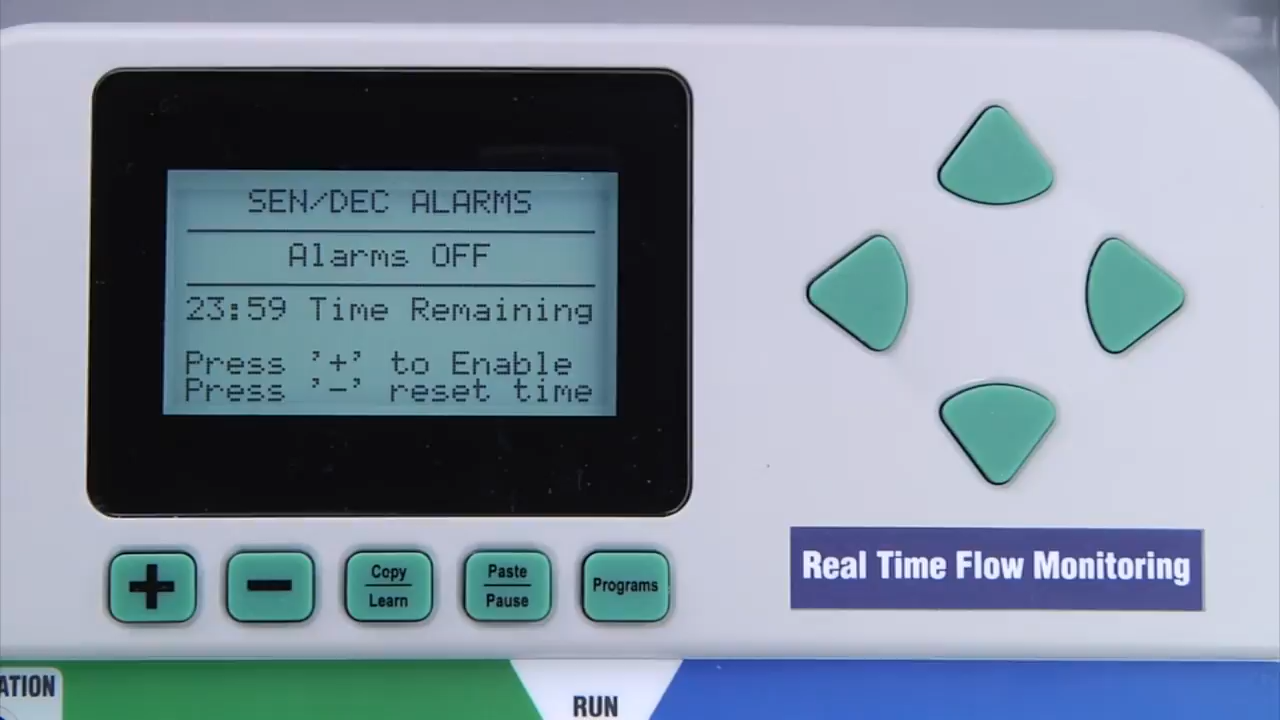 SEN/DEC ALARMS
Alarms OFF
23:59 Time Remaining
Press '+' to Enable
Press '-' reset time
+
-
Copy
Learn
Paste
Pause
Programs
Real Time Flow Monitoring
ATION
RUN